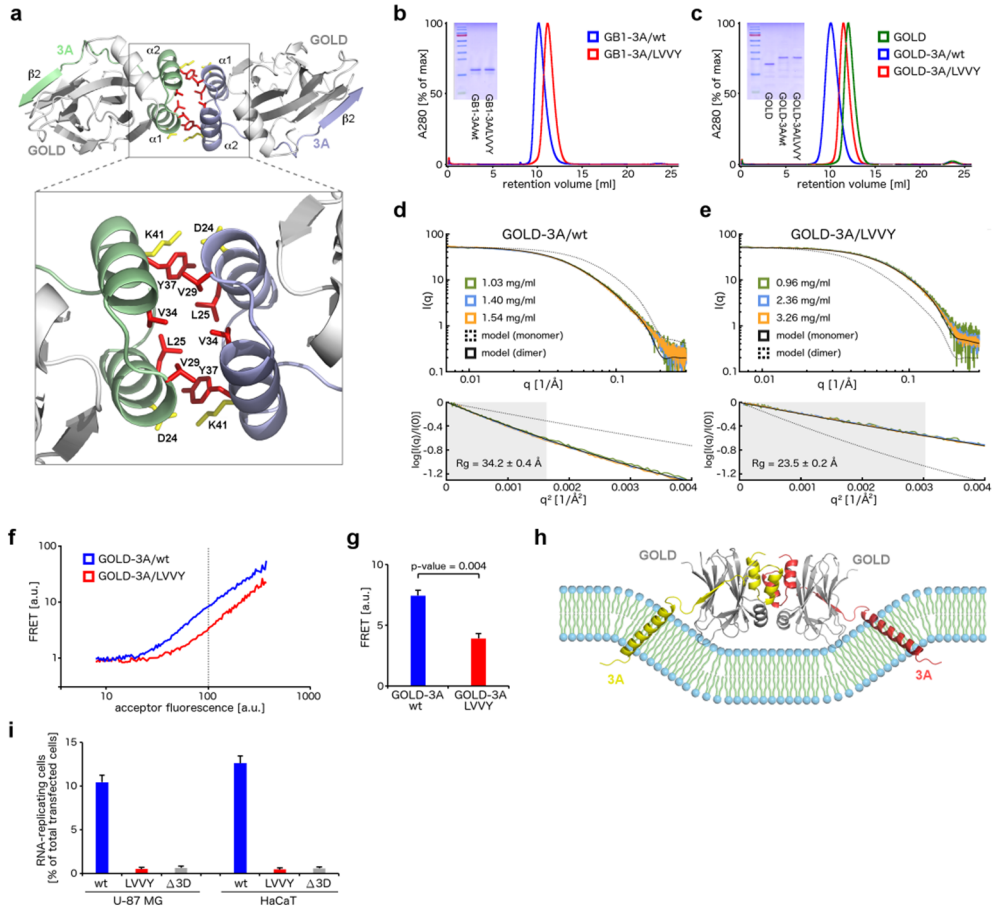 a
3A
β2
GOLD
α2
α1
α1
α2
GOLD
β2
3A
K41
D24
Y37
V29
L25
V34
V34
L25
V29
Y37
D24
K41
b
A280 [% of max]
100
50
0
0
5
10
15
20
25
retention volume [ml]
GB1-3A/wt
GB1-3A/LVVY
GB1-3A/wt
GB1-3A/LVVY
c
A280 [% of max]
100
50
0
0
5
10
15
20
25
retention volume [ml]
GOLD
GOLD-3A/wt
GOLD-3A/LVVY
GOLD
GOLD-3A/wt
GOLD-3A/LVVY
d
GOLD-3A/wt
I(q)
100
10
1
0.1
1.03 mg/ml
1.40 mg/ml
1.54 mg/ml
model (monomer)
model (dimer)
0.01
0.1
q [1/Å]
log[I(q)/I(0)]
0
-0.4
-0.8
-1.2
Rg = 34.2 ± 0.4 Å
0
0.001
0.002
0.003
0.004
q² [1/Å²]
e
GOLD-3A/LVVY
I(q)
100
10
1
0.1
0.96 mg/ml
2.36 mg/ml
3.26 mg/ml
model (monomer)
model (dimer)
0.01
0.1
q [1/Å]
log[I(q)/I(0)]
0
-0.4
-0.8
-1.2
Rg = 23.5 ± 0.2 Å
0
0.001
0.002
0.003
0.004
q² [1/Å²]
f
FRET [a.u.]
100
10
1
GOLD-3A/wt
GOLD-3A/LVVY
10
100
1000
acceptor fluorescence [a.u.]
g
FRET [a.u.]
10
5
0
p-value = 0.004
GOLD-3A
wt
GOLD-3A
LVVY
h
GOLD
GOLD
3A
3A
i
RNA-replicating cells
[% of total transfected cells]
15
10
5
0
wt
LVVY
Δ3D
wt
LVVY
Δ3D
U-87 MG
HaCaT